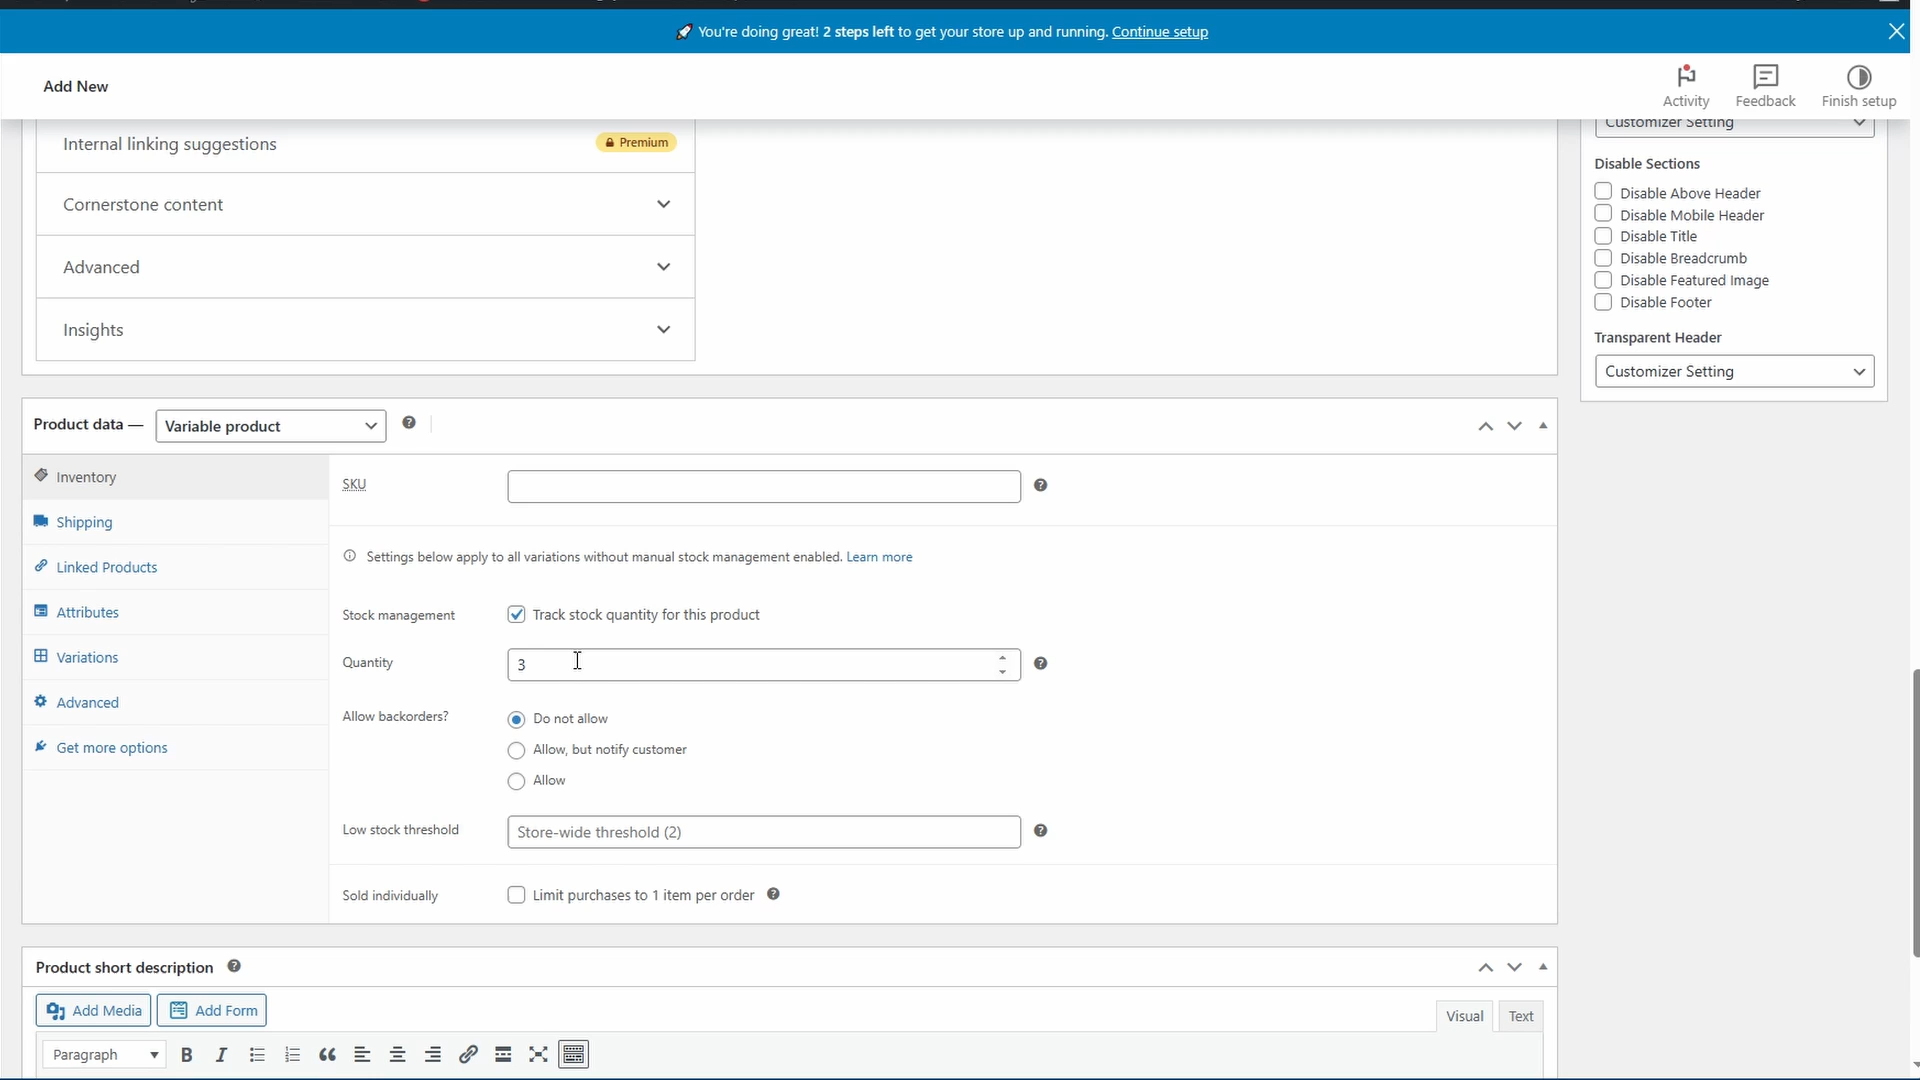 You're doing great! 2 steps left to get your store up and running. Continue setup
Add New
Activity
Feedback
Finish setup
Internal linking suggestions
Premium
Cornerstone content
Advanced
Insights
Customizer Setting
Disable Sections
Disable Above Header
Disable Mobile Header
Disable Title
Disable Breadcrumb
Disable Featured Image
Disable Footer
Transparent Header
Customizer Setting
Product data — Variable product
Inventory
Shipping
Linked Products
Attributes
Variations
Advanced
Get more options
SKU
Settings below apply to all variations without manual stock management enabled. Learn more
Stock management Track stock quantity for this product
Quantity 3
Allow backorders? Do not allow
Allow, but notify customer
Allow
Low stock threshold Store-wide threshold (2)
Sold individually Limit purchases to 1 item per order
Product short description
Add Media Add Form
Visual Text
Paragraph B I